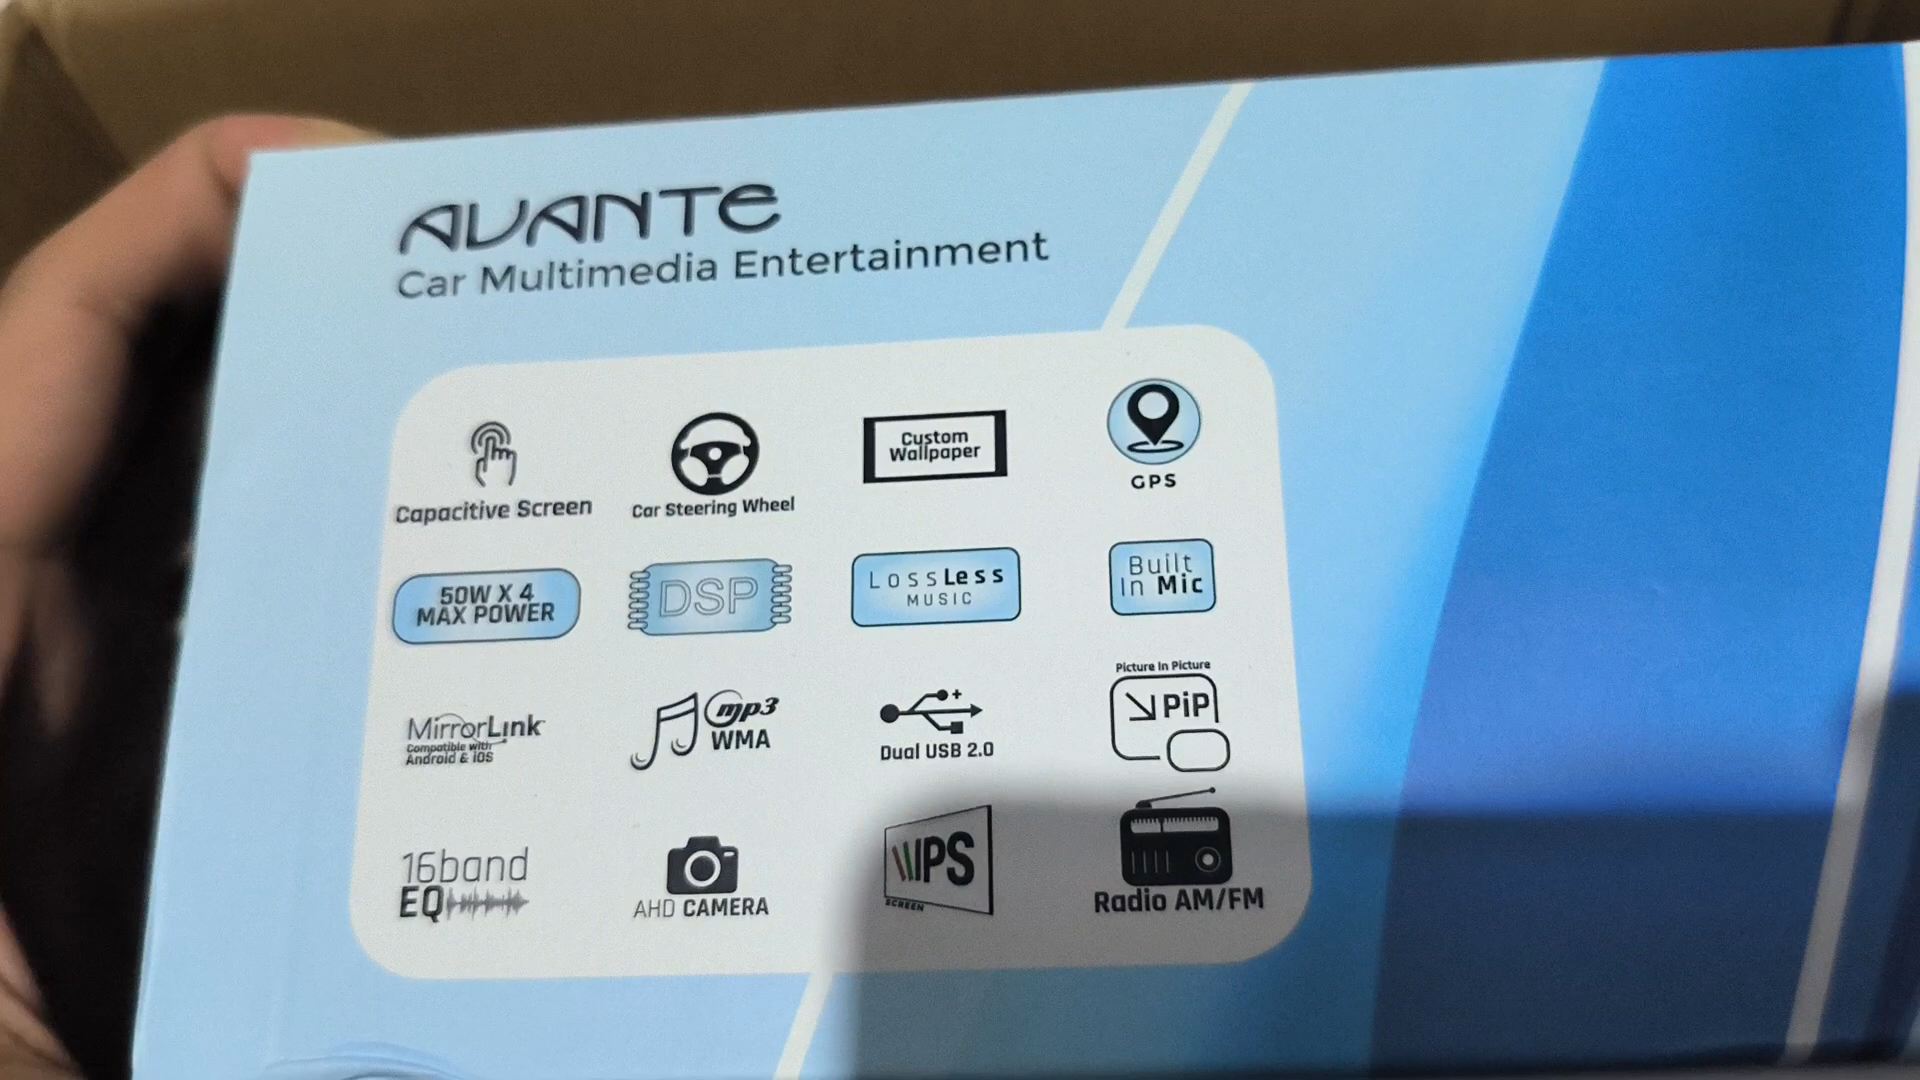 AVANTE
Car Multimedia Entertainment
Capacitive Screen
Car Steering Wheel
Custom
Wallpaper
GPS
50W X 4
MAX POWER
DSP
LossLess
MUSIC
Built
In Mic
MirrorLink
Compatible with
Android & iOS
mp3
WMA
Dual USB 2.0
Picture In Picture
PiP
16band
EQ
AHD CAMERA
IPS
SCREEN
Radio AM/FM